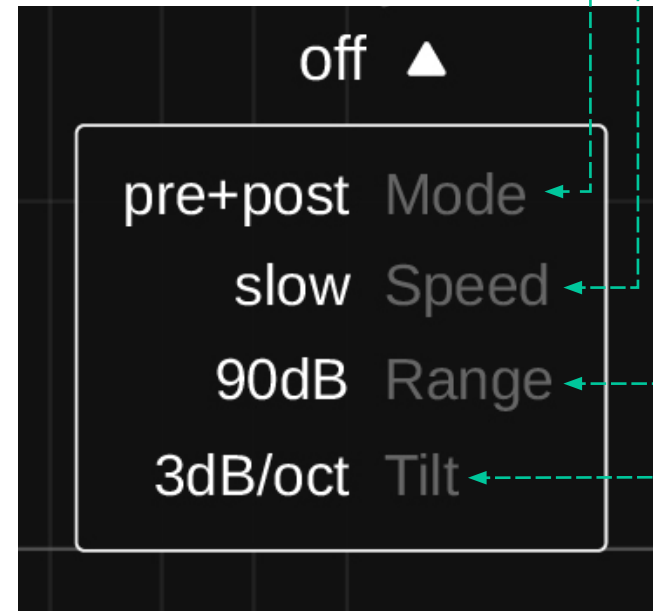 off
pre+post Mode
slow Speed
90dB Range
3dB/oct Tilt